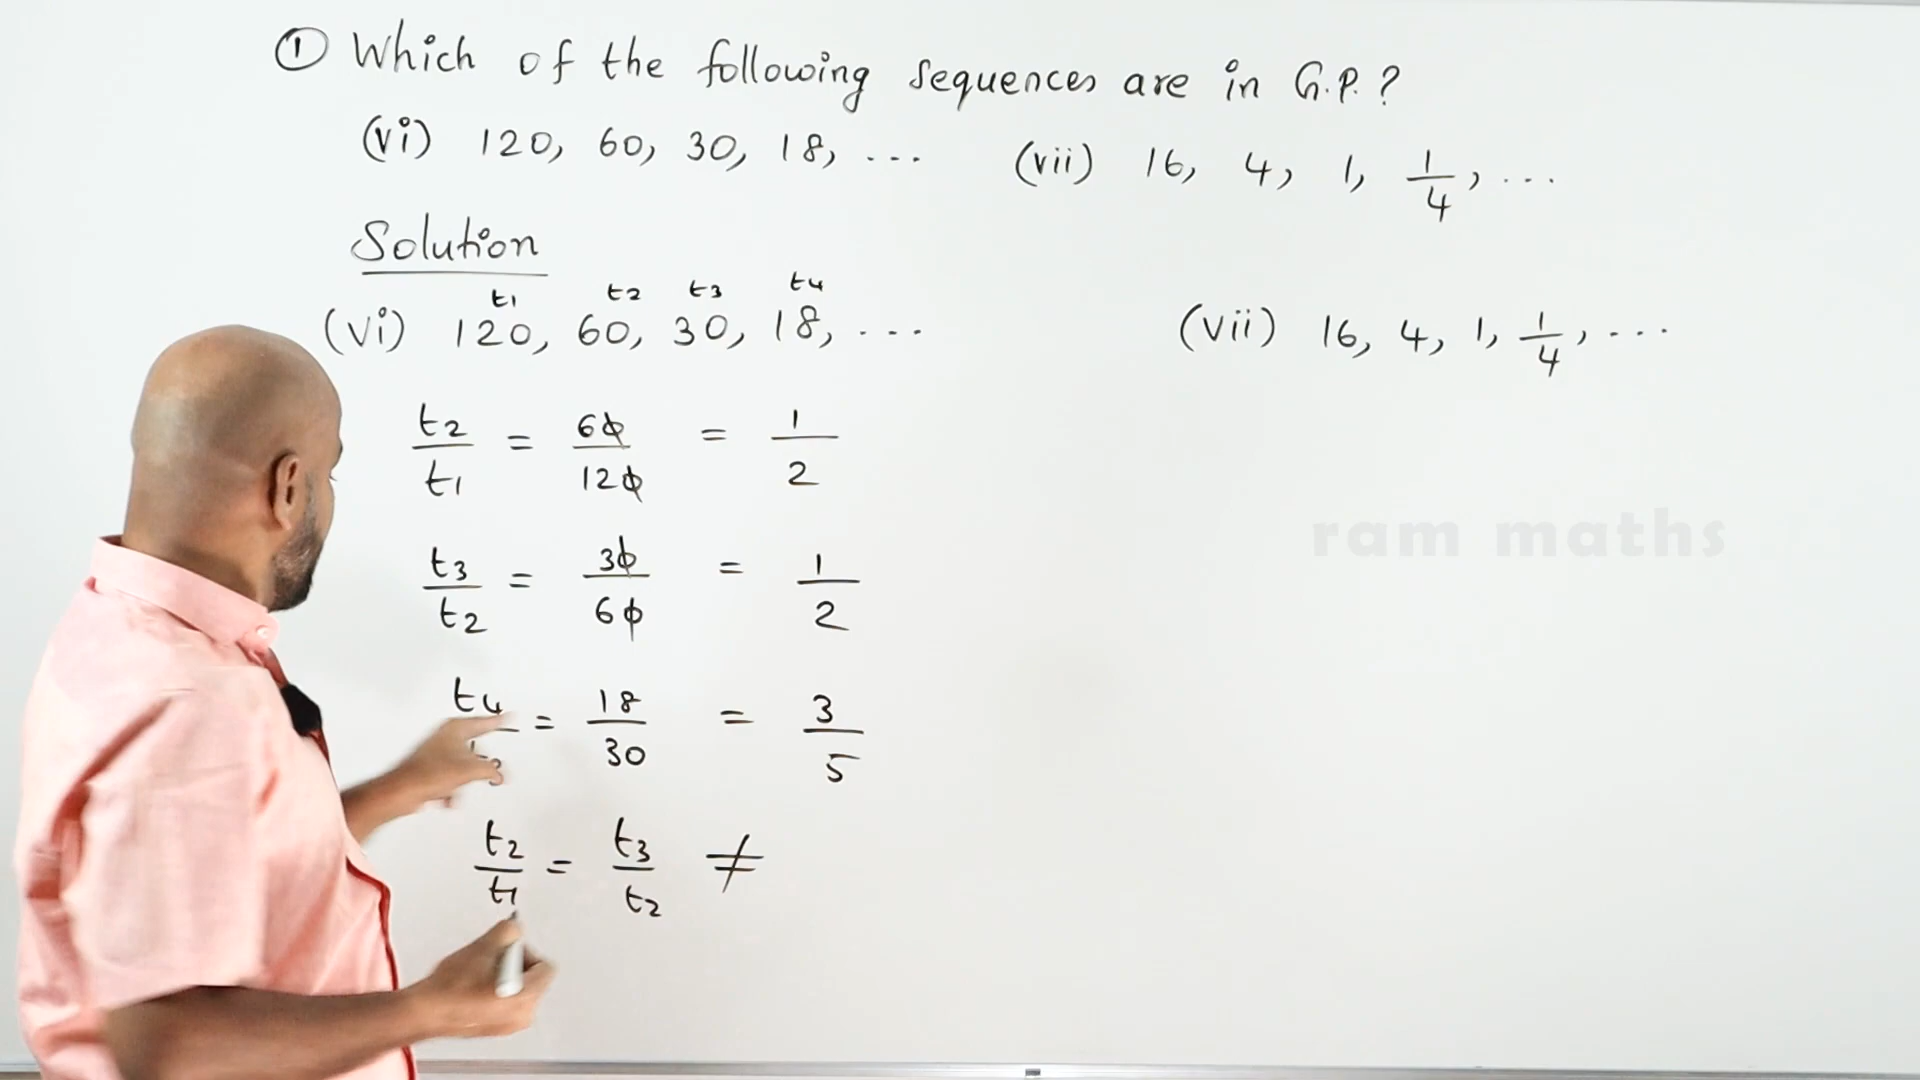 ① Which of the following sequences are in G.P.?
(vi) 120, 60, 30, 18, ... (vii) 16, 4, 1, 1/4, ...
Solution
t1 t2 t3 t4
(vi) 120, 60, 30, 18, ... (vii) 16, 4, 1, 1/4, ...
t2/t1 = 60/120 = 1/2
ram maths
t3/t2 = 30/60 = 1/2
t4/t3 = 18/30 = 3/5
t2/t1 = t3/t2 ≠